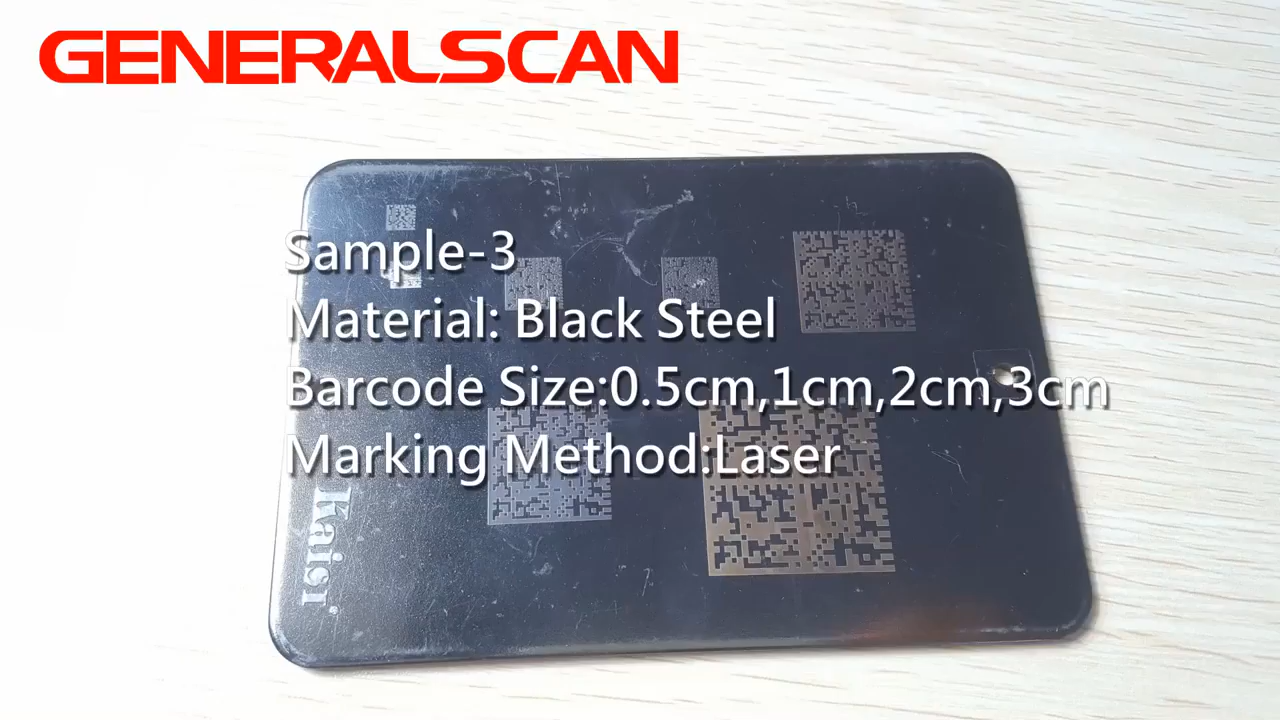 GENERALSCAN
Sample-3
Material: Black Steel
Barcode Size:0.5cm,1cm,2cm,3cm
Marking Method:Laser
Kaisi